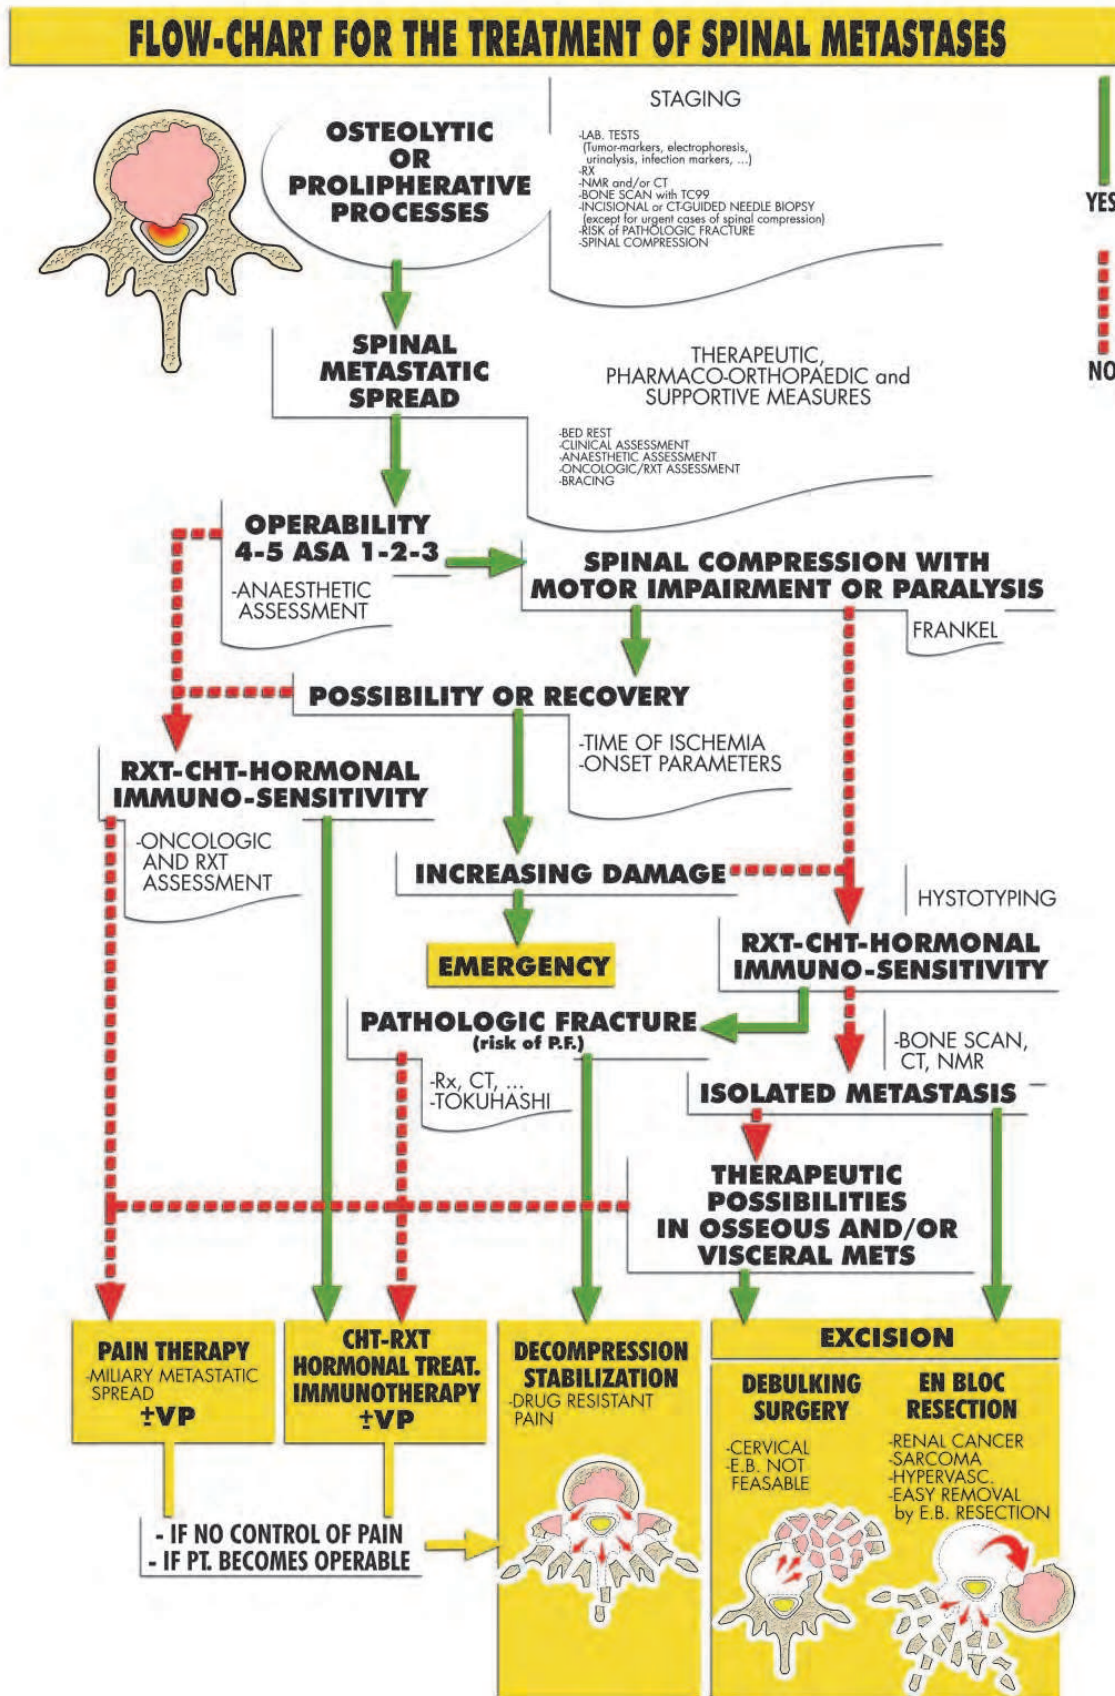 FLOW-CHART FOR THE TREATMENT OF SPINAL METASTASES
YES
NO
OSTEOLYTIC
OR
PROLIPHERATIVE
PROCESSES
STAGING
-LAB. TESTS
(Tumor-markers, electrophoresis,
urinalysis, infection markers, ...)
-RX
-NMR and/or CT
-BONE SCAN with TC99
-INCISIONAL or CT-GUIDED NEEDLE BIOPSY
(except for urgent cases of spinal compression)
-RISK of PATHOLOGIC FRACTURE
-SPINAL COMPRESSION
SPINAL
METASTATIC
SPREAD
THERAPEUTIC,
PHARMACO-ORTHOPAEDIC and
SUPPORTIVE MEASURES
-BED REST
-CLINICAL ASSESSMENT
-ANAESTHETIC ASSESSMENT
-ONCOLOGIC/RXT ASSESSMENT
-BRACING
OPERABILITY
4-5 ASA 1-2-3
-ANAESTHETIC
ASSESSMENT
SPINAL COMPRESSION WITH
MOTOR IMPAIRMENT OR PARALYSIS
FRANKEL
POSSIBILITY OR RECOVERY
-TIME OF ISCHEMIA
-ONSET PARAMETERS
RXT-CHT-HORMONAL
IMMUNO-SENSITIVITY
-ONCOLOGIC
AND RXT
ASSESSMENT
INCREASING DAMAGE
EMERGENCY
HYSTOTYPING
RXT-CHT-HORMONAL
IMMUNO-SENSITIVITY
PATHOLOGIC FRACTURE
(risk of P.F.)
-Rx, CT, ...
-TOKUHASHI
-BONE SCAN,
CT, NMR
ISOLATED METASTASIS
THERAPEUTIC
POSSIBILITIES
IN OSSEOUS AND/OR
VISCERAL METS
PAIN THERAPY
-MILIARY METASTATIC
SPREAD
±VP
CHT-RXT
HORMONAL TREAT.
IMMUNOTHERAPY
±VP
- IF NO CONTROL OF PAIN
- IF PT. BECOMES OPERABLE
DECOMPRESSION
STABILIZATION
-DRUG RESISTANT
PAIN
EXCISION
DEBULKING
SURGERY
-CERVICAL
-E.B. NOT
FEASABLE
EN BLOC
RESECTION
-RENAL CANCER
-SARCOMA
-HYPERVASC.
-EASY REMOVAL
by E.B. RESECTION